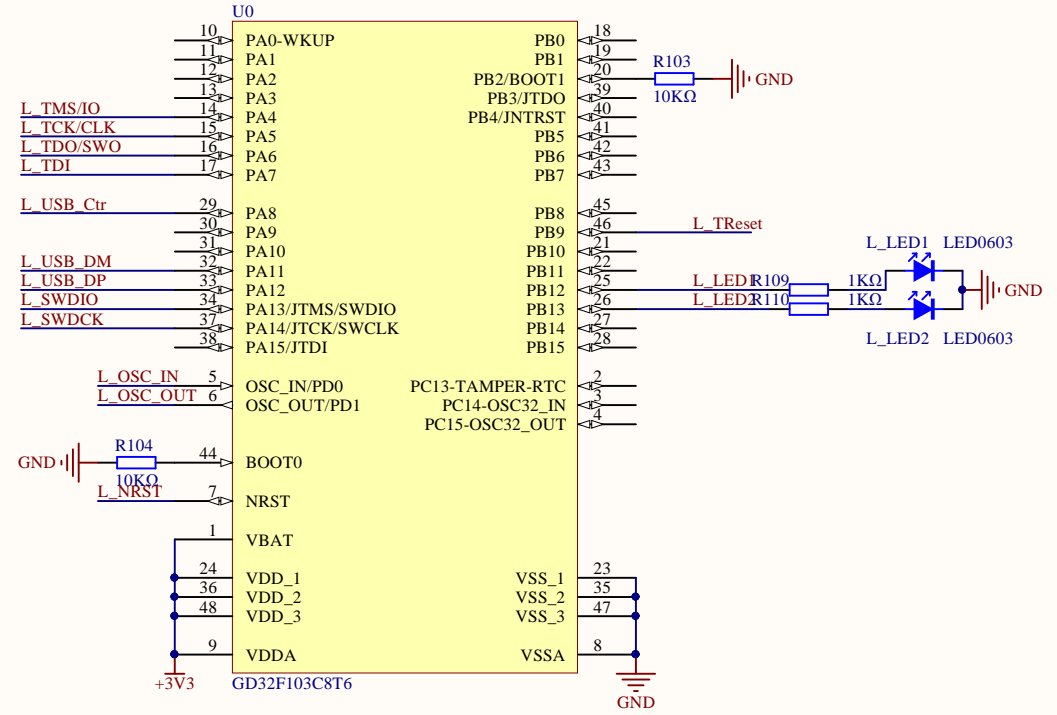 U0
10 PA0-WKUP PB0 18
11 PA1 PB1 19
12 PA2 PB2/BOOT1 20 R103 10KΩ GND
13 PA3 PB3/JTDO 39
L_TMS/IO 14 PA4 PB4/JNTRST 40
L_TCK/CLK 15 PA5 PB5 41
L_TDO/SWO 16 PA6 PB6 42
L_TDI 17 PA7 PB7 43
L_USB_Ctr 29 PA8 PB8 45
30 PA9 PB9 46 L_TReset
31 PA10 PB10 21 L_LED1 LED0603
L_USB_DM 32 PA11 PB11 22
L_USB_DP 33 PA12 PB12 25 L_LED1 R109 1KΩ GND
L_SWDIO 34 PA13/JTMS/SWDIO PB13 26 L_LED2 R110 1KΩ
L_SWDCK 37 PA14/JTCK/SWCLK PB14 27
38 PA15/JTDI PB15 28 L_LED2 LED0603
L_OSC_IN 5 OSC_IN/PD0 PC13-TAMPER-RTC 2
L_OSC_OUT 6 OSC_OUT/PD1 PC14-OSC32_IN 3
PC15-OSC32_OUT 4
R104
GND 44 BOOT0
10KΩ
L_NRST 7 NRST
1 VBAT
24 VDD_1 VSS_1 23
36 VDD_2 VSS_2 35
48 VDD_3 VSS_3 47
9 VDDA VSSA 8
+3V3 GD32F103C8T6
GND